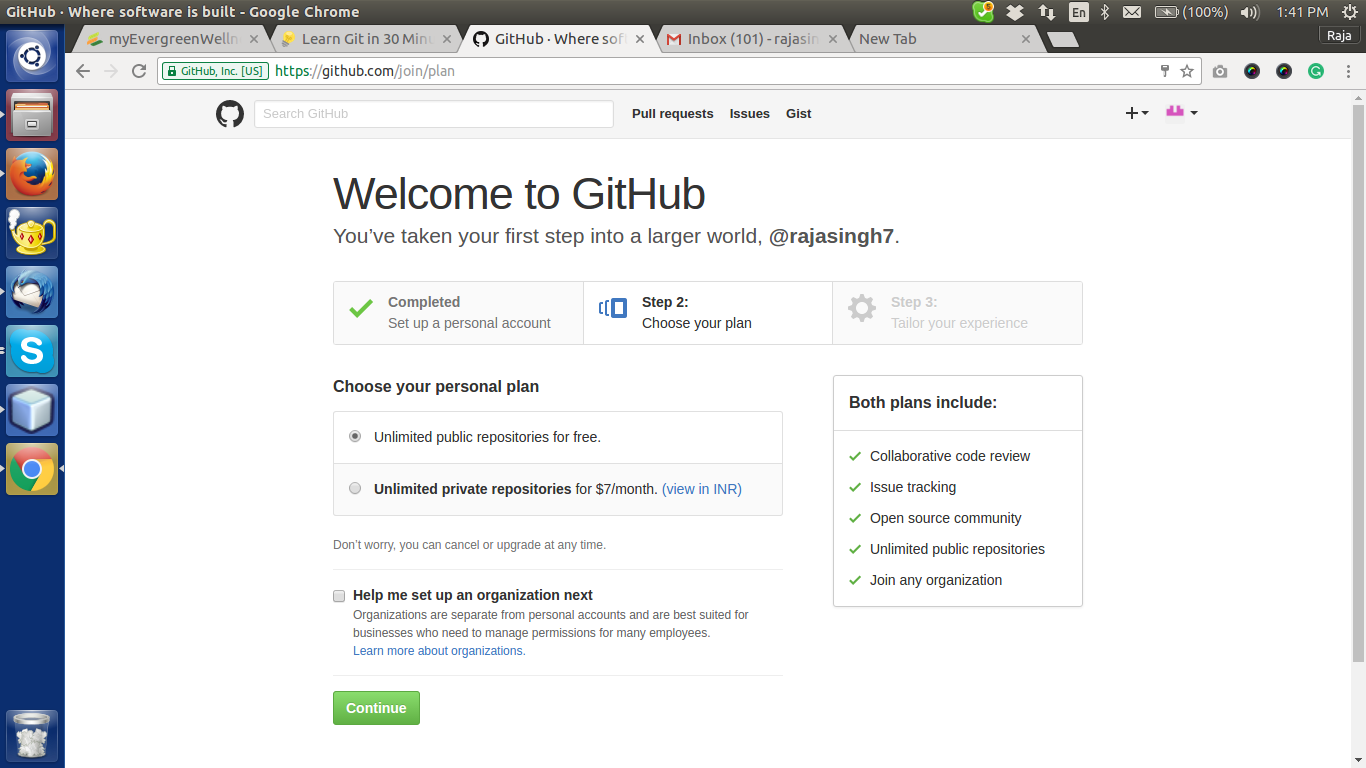 GitHub · Where software is built - Google Chrome
5
En
(100%)
1:41 PM
myEvergreenWelln
Learn Git in 30 Minu
GitHub · Where soft
Inbox (101) - rajasin
New Tab
Raja
GitHub, Inc. [US]
https://github.com/join/plan
Search GitHub
Pull requests
Issues
Gist
Welcome to GitHub
You’ve taken your first step into a larger world, @rajasingh7.
Completed
Set up a personal account
Step 2:
Choose your plan
Step 3:
Tailor your experience
Choose your personal plan
Unlimited public repositories for free.
Unlimited private repositories for $7/month. (view in INR)
Don’t worry, you can cancel or upgrade at any time.
Help me set up an organization next
Organizations are separate from personal accounts and are best suited for
businesses who need to manage permissions for many employees.
Learn more about organizations.
Continue
Both plans include:
Collaborative code review
Issue tracking
Open source community
Unlimited public repositories
Join any organization